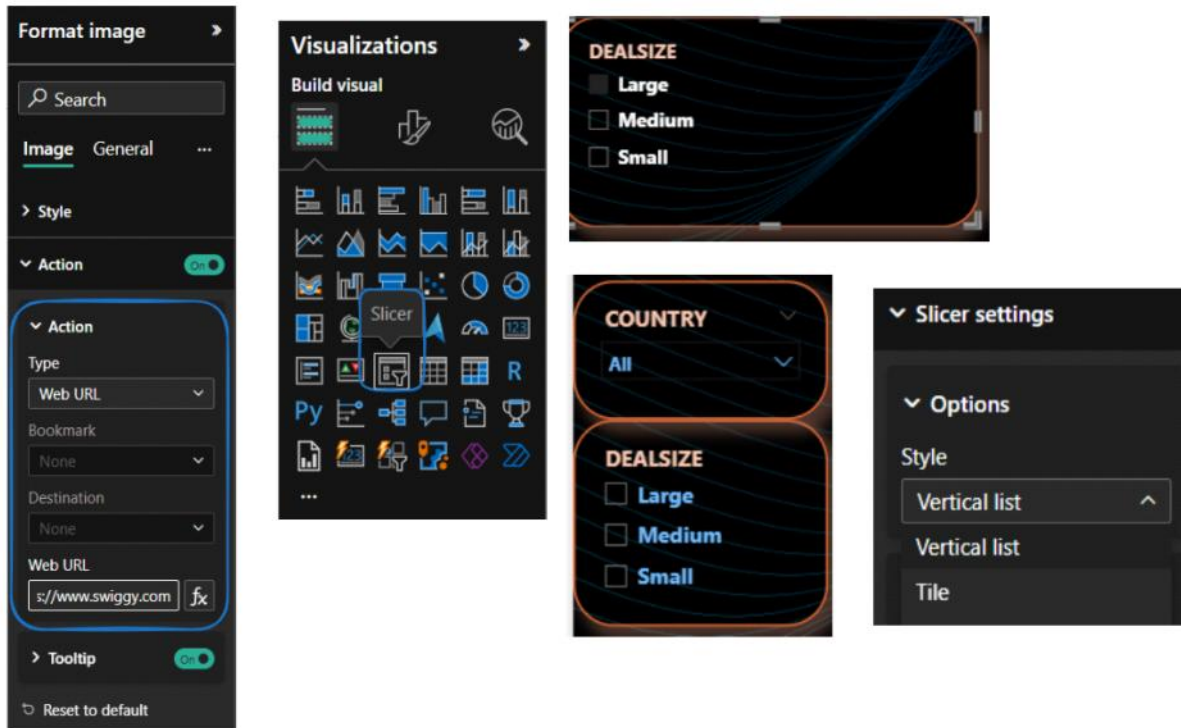 Format image
Search
Image General ...
Style
Action On
Action
Type
Web URL
Bookmark
None
Destination
None
Web URL
s://www.swiggy.com fx
Tooltip On
Reset to default
Visualizations
Build visual
Slicer
123
R
Py
123
...
DEALSIZE
Large
Medium
Small
COUNTRY
All
DEALSIZE
Large
Medium
Small
Slicer settings
Options
Style
Vertical list
Vertical list
Tile